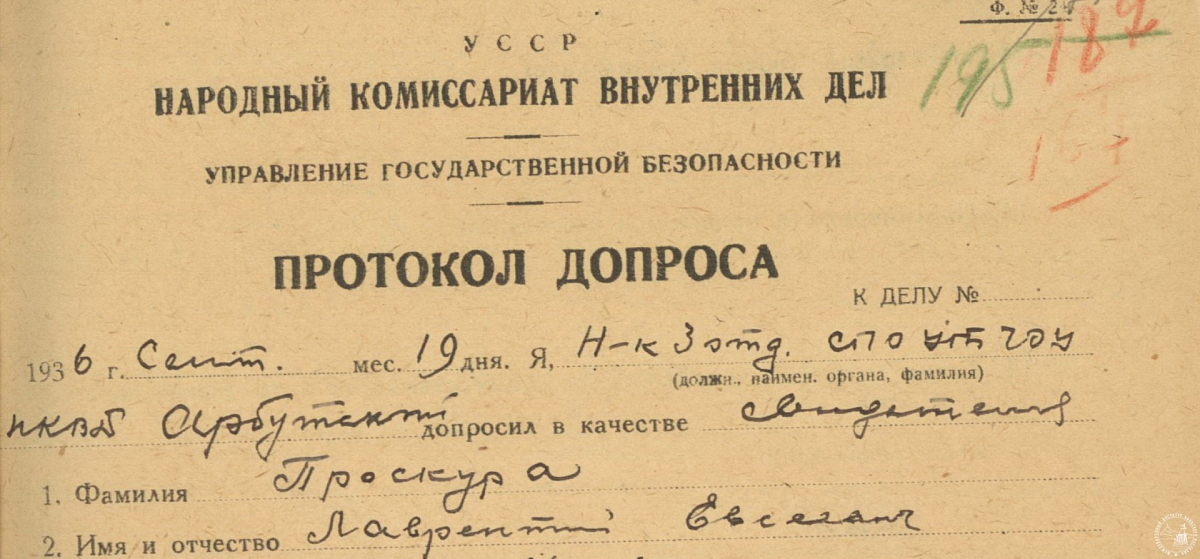 Ф. № 24
У С С Р
195 182
НАРОДНЫЙ КОМИССАРИАТ ВНУТРЕННИХ ДЕЛ
УПРАВЛЕНИЕ ГОСУДАРСТВЕННОЙ БЕЗОПАСНОСТИ
ПРОТОКОЛ ДОПРОСА
К ДЕЛУ №
1936 г. Сент. мес. 19 дня. Я, Н-к 3 отд. СПО УГБ ЧОУ
(должн., наимен. органа, фамилия)
НКВД Арбутский допросил в качестве свидетеля
1. Фамилия Проскура
2. Имя и отчество Лаврентий